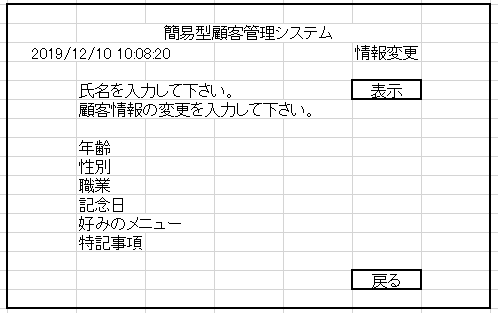 簡易型顧客管理システム
2019/12/10 10:08:20 情報変更
氏名を入力して下さい。 表示
顧客情報の変更を入力して下さい。
年齢
性別
職業
記念日
好みのメニュー
特記事項
戻る